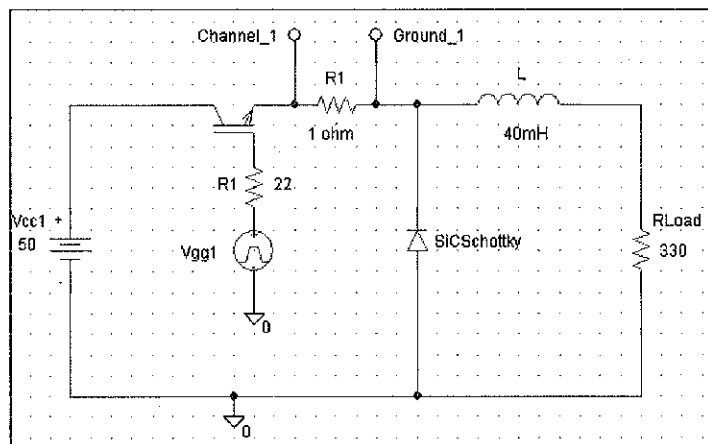 Channel_1
Ground_1
R1
1 ohm
L
40mH
R1
22
Vcc1 +
50
Vgg1
0
SiCSchottky
RLoad
330
0